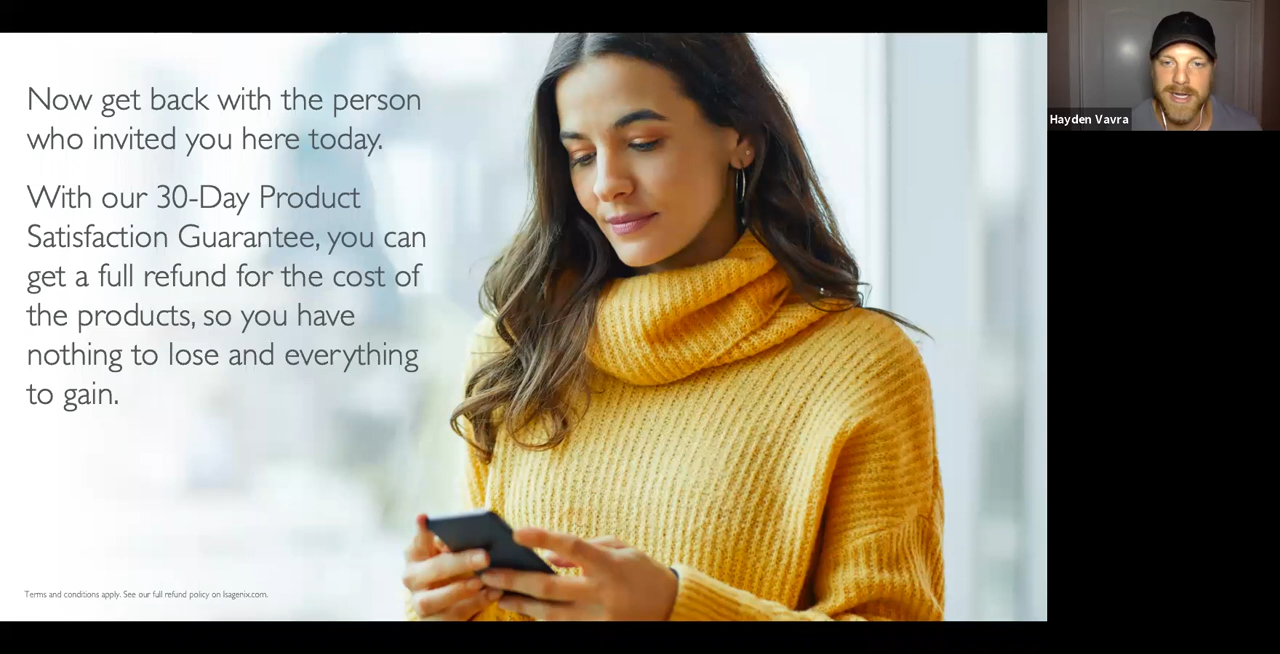 Now get back with the person
who invited you here today.
With our 30-Day Product
Satisfaction Guarantee, you can
get a full refund for the cost of
the products, so you have
nothing to lose and everything
to gain.
Terms and conditions apply. See our full refund policy on Isagenix.com.
Hayden Vavra